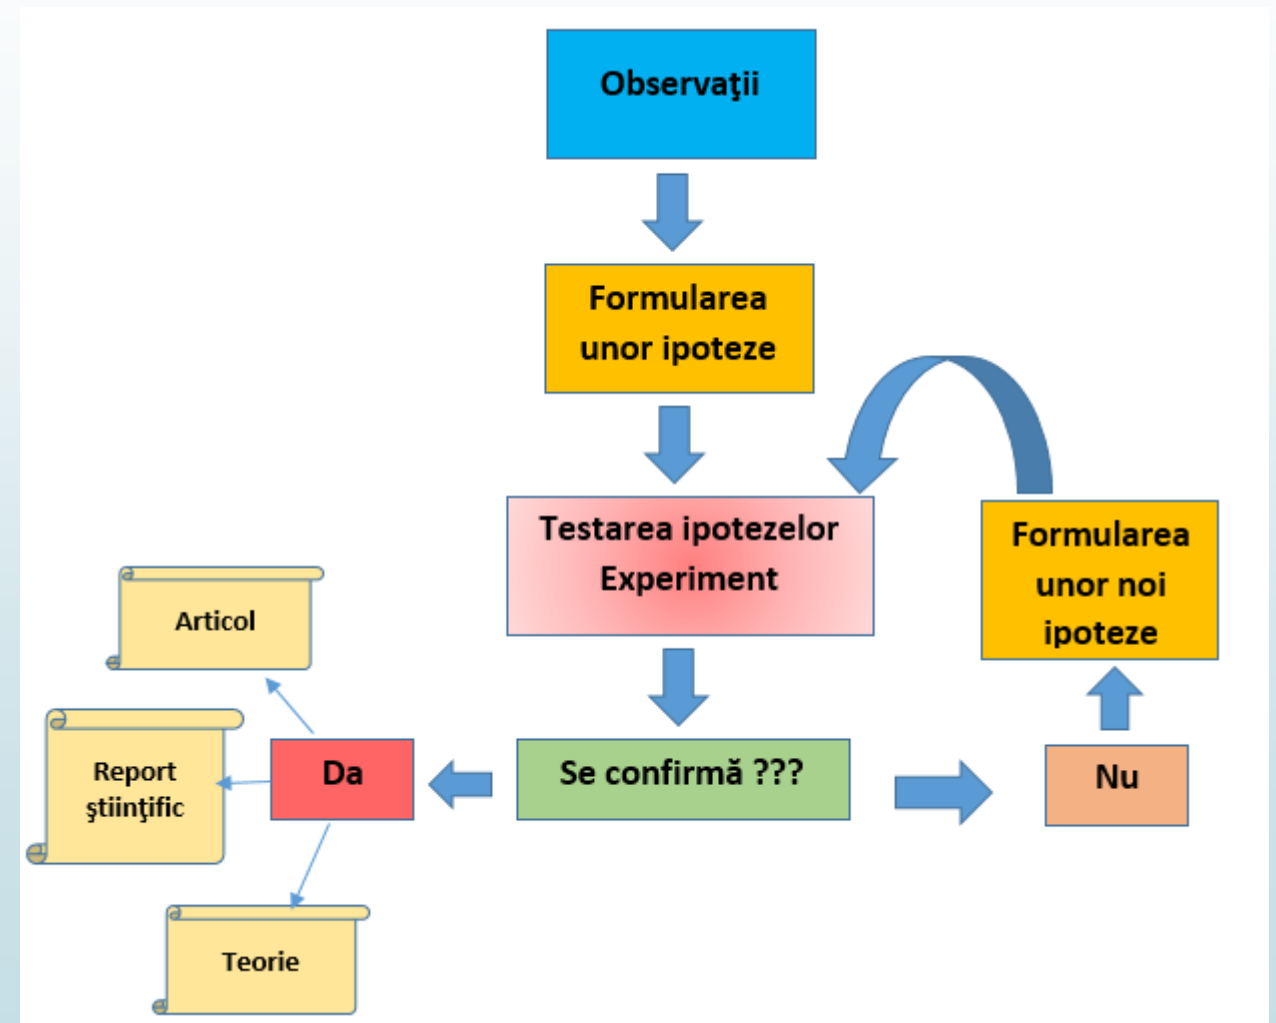 Observaţii
Formularea
unor ipoteze
Testarea ipotezelor
Experiment
Formularea
unor noi
ipoteze
Articol
Report
ştiinţific
Da
Se confirmă ???
Nu
Teorie